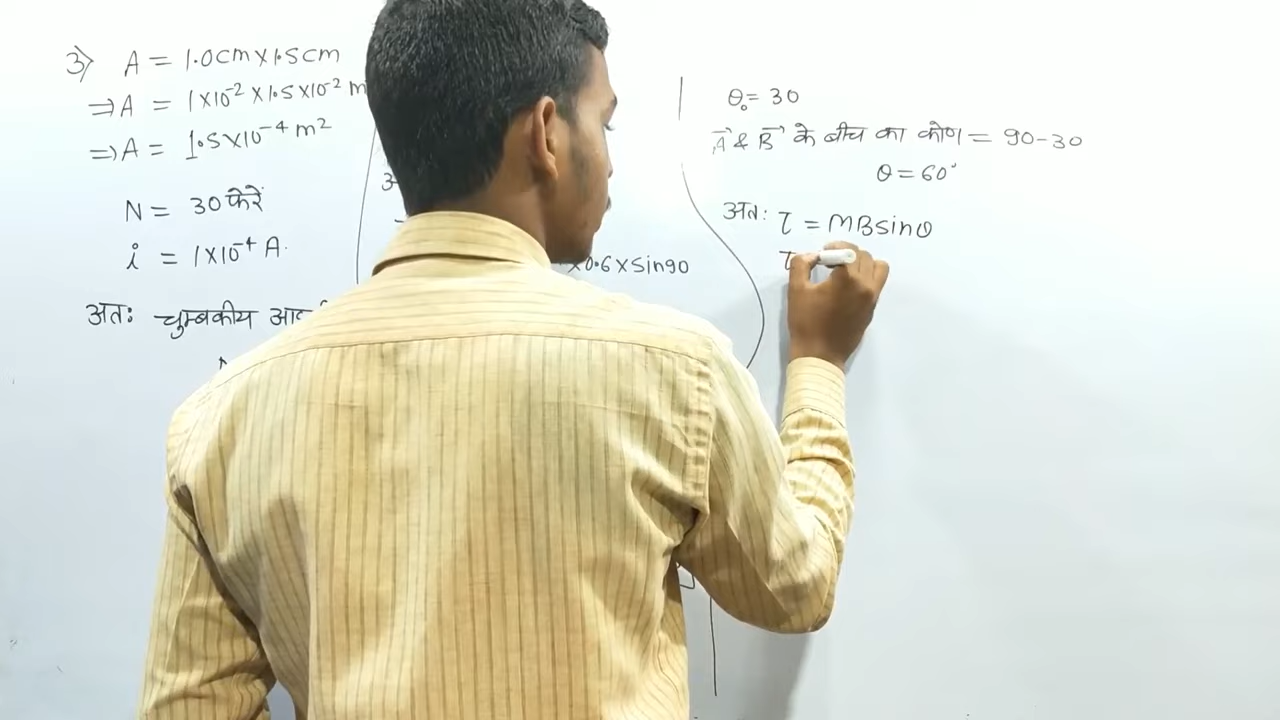 3) A = 1.0cm×1.5cm
⇒A = 1×10⁻² ×1.5×10⁻² m
⇒A = 1.5×10⁻⁴ m²
N = 30 फेरें
i = 1×10⁻⁴ A.
अतः चुम्बकीय
×0.6×sin90
θ₀= 30
A⃗ & B⃗ के बीच का कोण = 90-30
θ = 60°
अतः τ = MBsinθ
τ